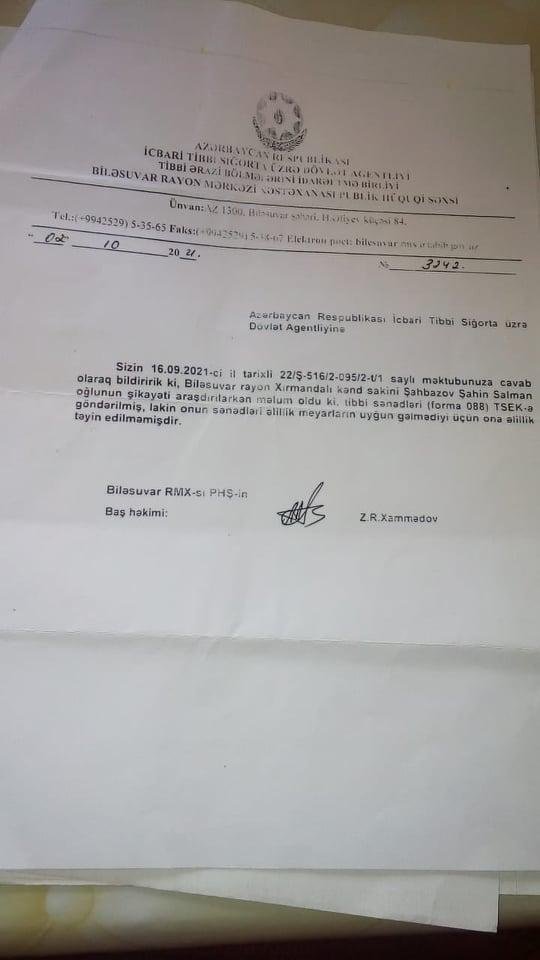 AZƏRBAYCAN RESPUBLİKASI
İCBARİ TİBBİ SIĞORTA ÜZRƏ DÖVLƏT AGENTLİYİ
TİBBİ ƏRAZİ BÖLMƏLƏRİNİ İDARƏETMƏ BİRLİYİ
BİLƏSUVAR RAYON MƏRKƏZİ XƏSTƏXANASI PUBLİK HÜQUQİ ŞƏXSİ
Ünvan: AZ 1300, Biləsuvar şəhəri, H.Əliyev küçəsi 84,
Tel.:(+9942529) 5-35-65 Faks:(+9942529) Elektron poçt:
" 02 10 20 21.
№ 3242.
Azərbaycan Respublikası İcbari Tibbi Sığorta üzrə
Dövlət Agentliyinə
Sizin 16.09.2021-ci il tarixli 22/Ş-516/2-095/2-t/1 saylı məktubunuza cavab
olaraq bildiririk ki, Biləsuvar rayon Xırmandalı kənd sakini Şahbazov Şahin Salman
oğlunun şikayəti araşdırılarkən məlum oldu ki, tibbi sənədləri (forma 088) TSEK-ə
göndərilmiş, lakin onun sənədləri əlillik meyarların uyğun gəlmədiyi üçün ona əlillik
təyin edilməmişdir.
Biləsuvar RMX-sı PHŞ-in
Baş həkimi: Z.R.Xammədov